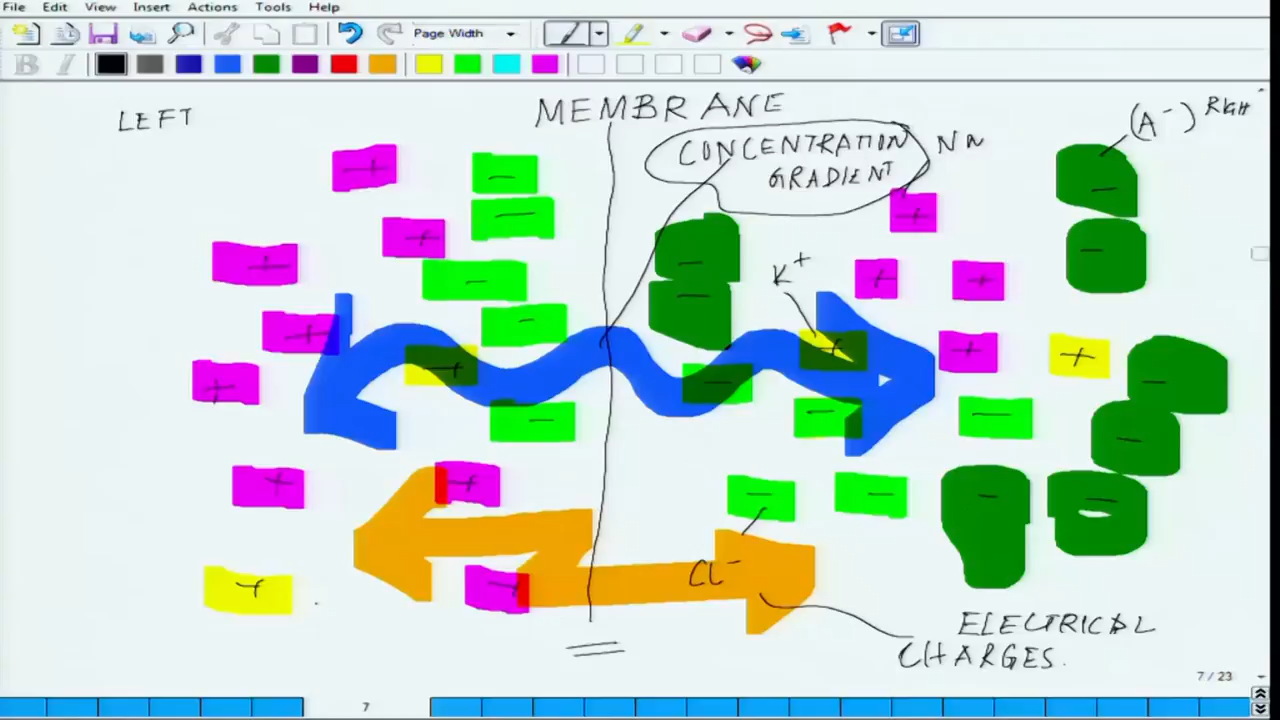 File Edit View Insert Actions Tools Help
Page Width
B I
LEFT
MEMBRANE
(A⁻) RIGHT
CONCENTRATION
GRADIENT
K⁺
Cl⁻
ELECTRICAL
CHARGES.
7 / 23
7